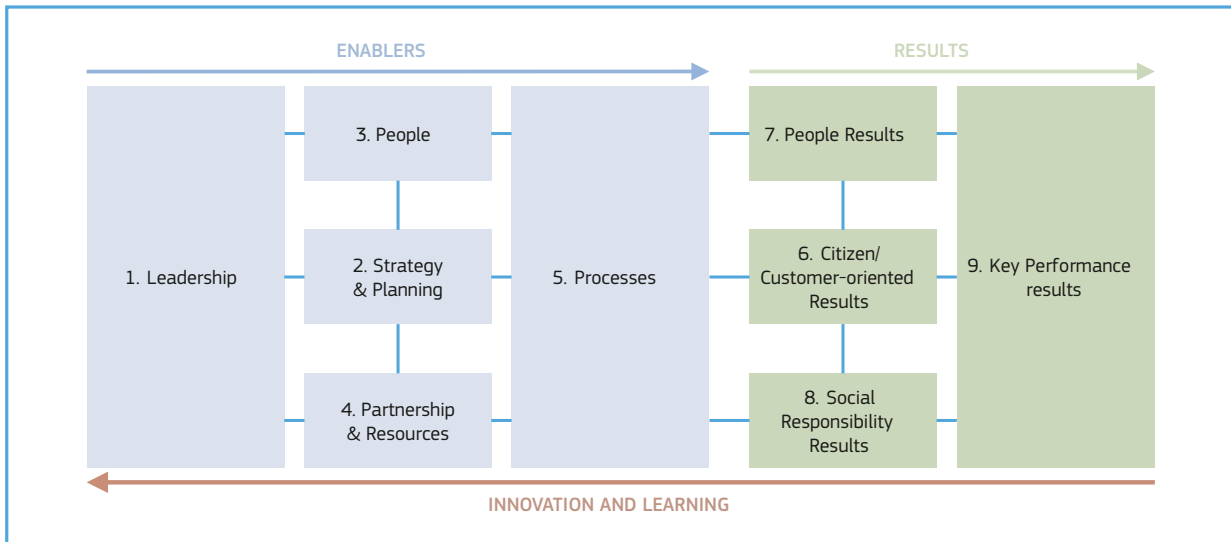 ENABLERS
RESULTS
3. People
7. People Results
1. Leadership
2. Strategy
& Planning
5. Processes
6. Citizen/
Customer-oriented
Results
9. Key Performance
results
4. Partnership
& Resources
8. Social
Responsibility
Results
INNOVATION AND LEARNING